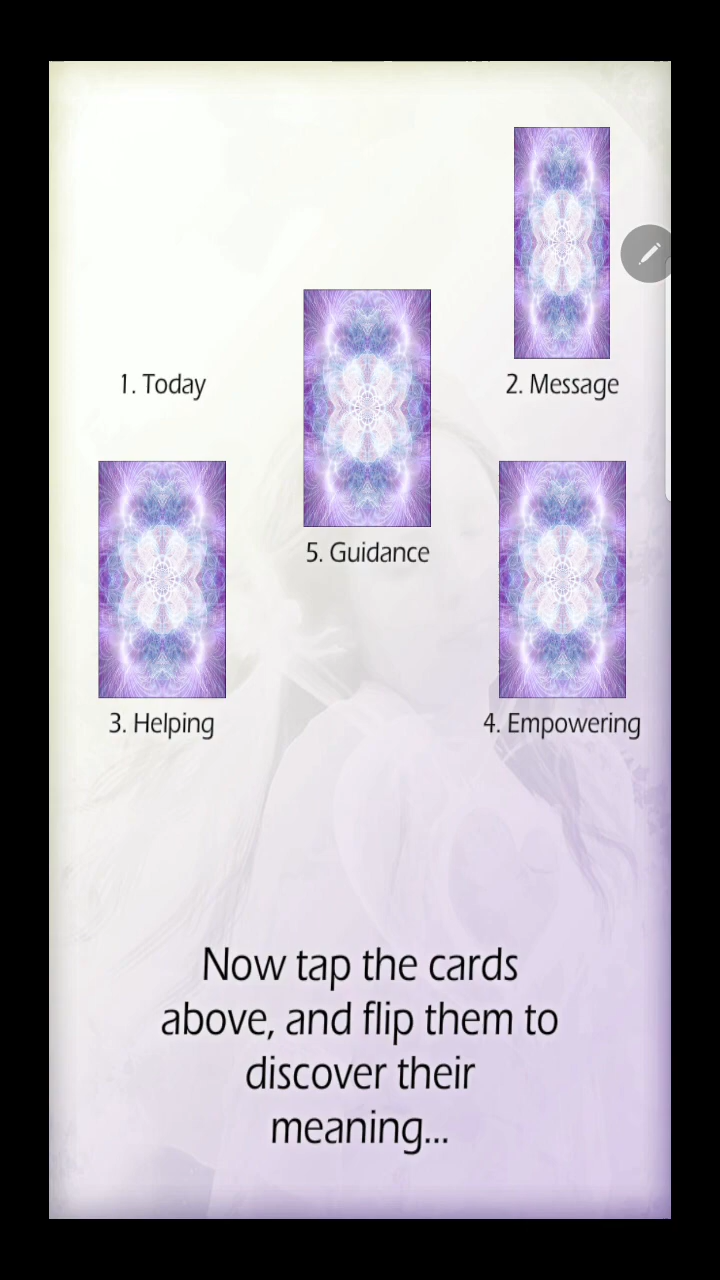 1. Today
2. Message
5. Guidance
3. Helping
4. Empowering
Now tap the cards
above, and flip them to
discover their
meaning...